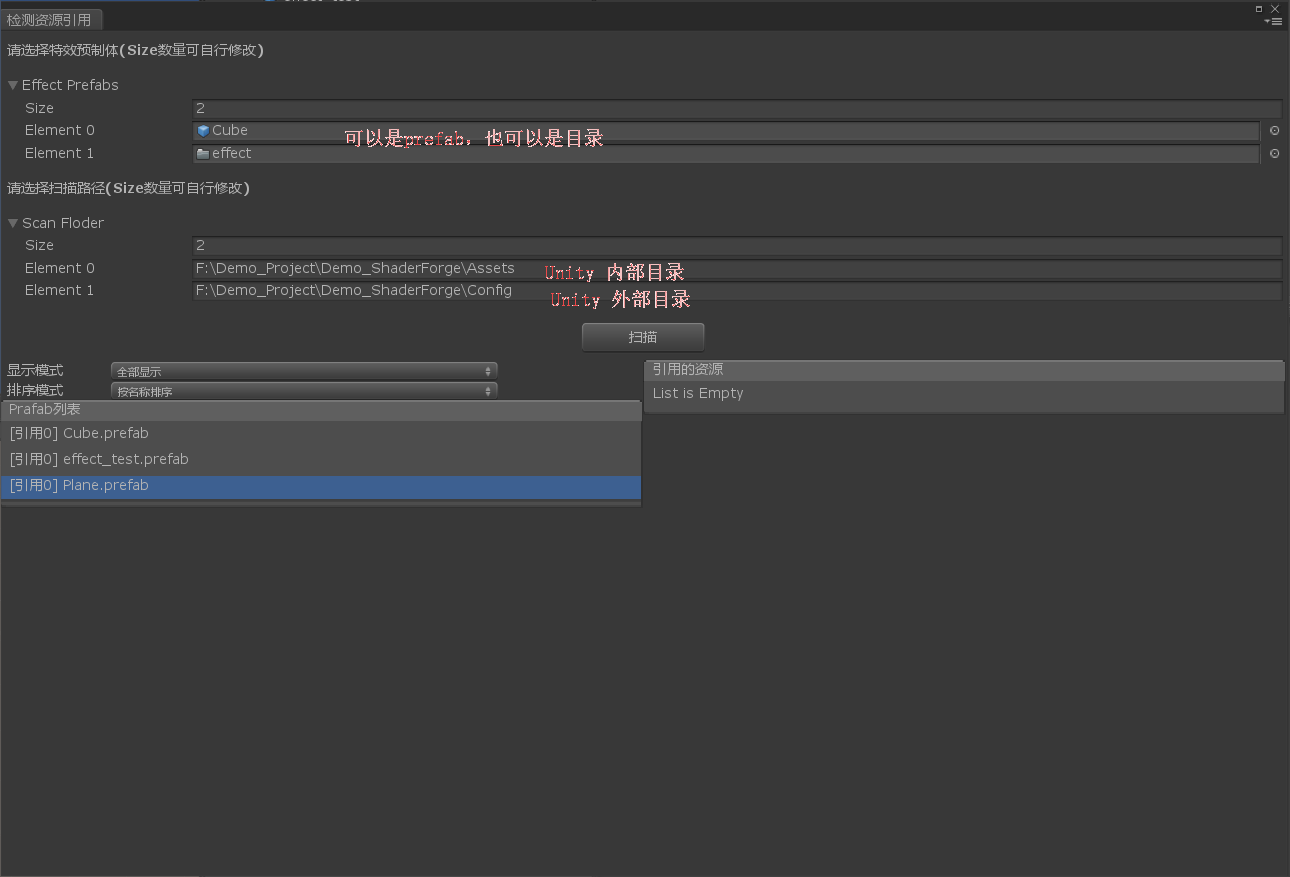 检测资源引用
请选择特效预制体(Size数量可自行修改)
Effect Prefabs
Size 2
Element 0 Cube
可以是prefab，也可以是目录
Element 1 effect
请选择扫描路径(Size数量可自行修改)
Scan Floder
Size 2
Element 0 F:\Demo_Project\Demo_ShaderForge\Assets Unity 内部目录
Element 1 F:\Demo_Project\Demo_ShaderForge\Config Unity 外部目录
扫描
显示模式 全部显示
排序模式 按名称排序
Prafab列表
[引用0] Cube.prefab
[引用0] effect_test.prefab
[引用0] Plane.prefab
引用的资源
List is Empty